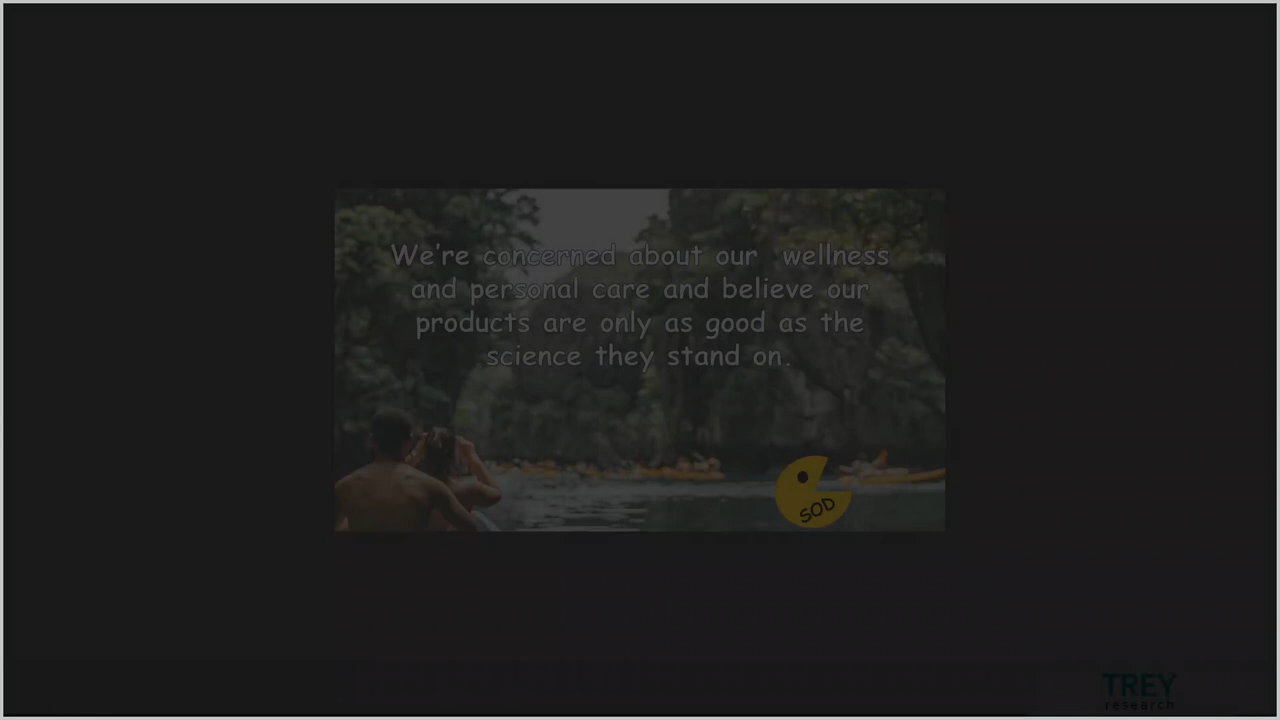 We're concerned about our wellness
and personal care and believe our
products are only as good as the
science they stand on.
SOD
TREY
research